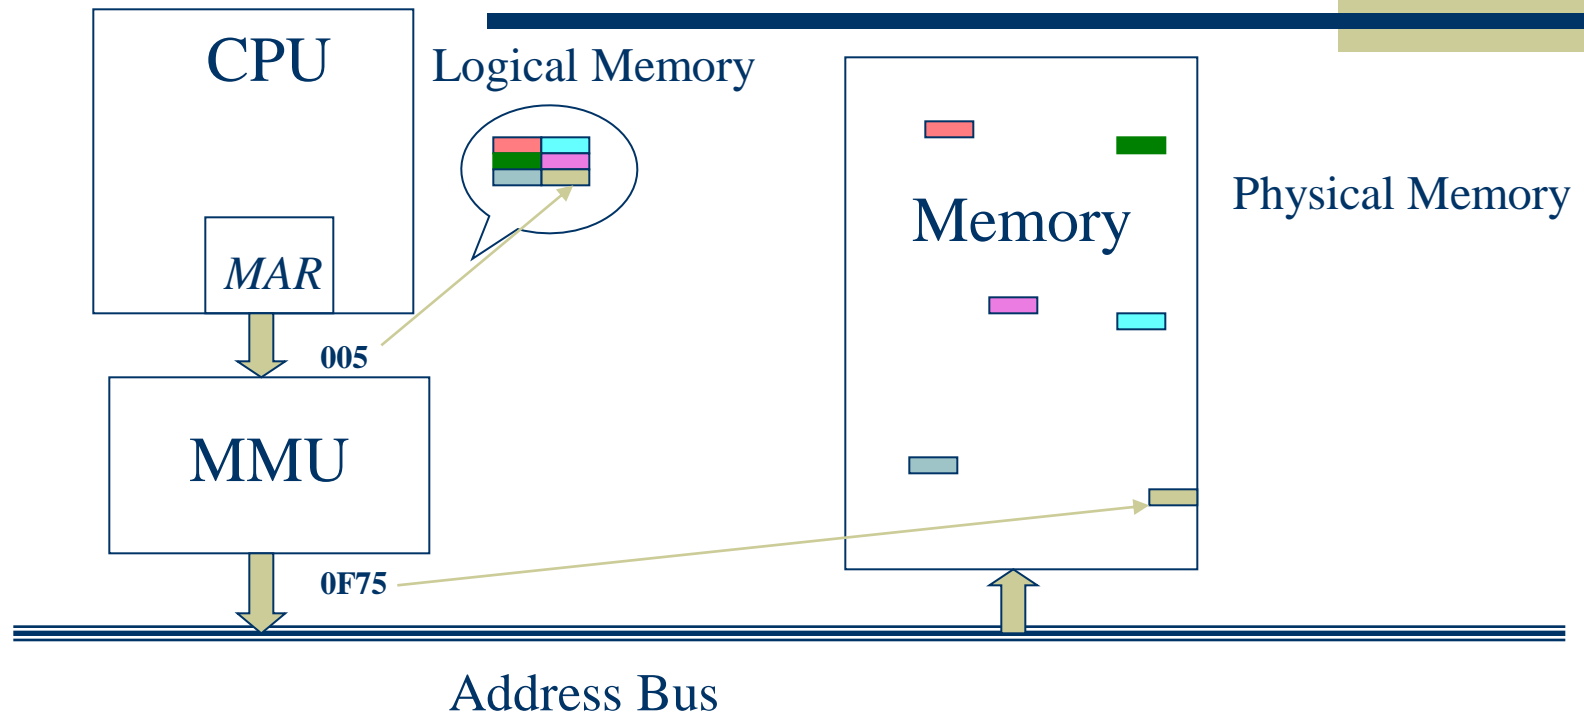 CPU
Logical Memory
Memory
Physical Memory
MAR
005
MMU
0F75
Address Bus